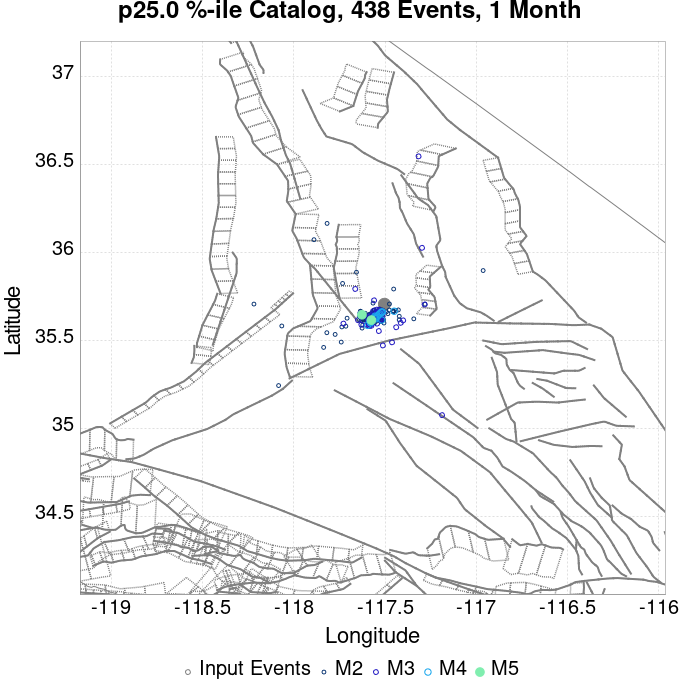 p25.0 %-ile Catalog, 438 Events, 1 Month
37
36.5
36
35.5
35
34.5
Latitude
-119
-118.5
-118
-117.5
-117
-116.5
-116
Longitude
Input Events
M2
M3
M4
M5